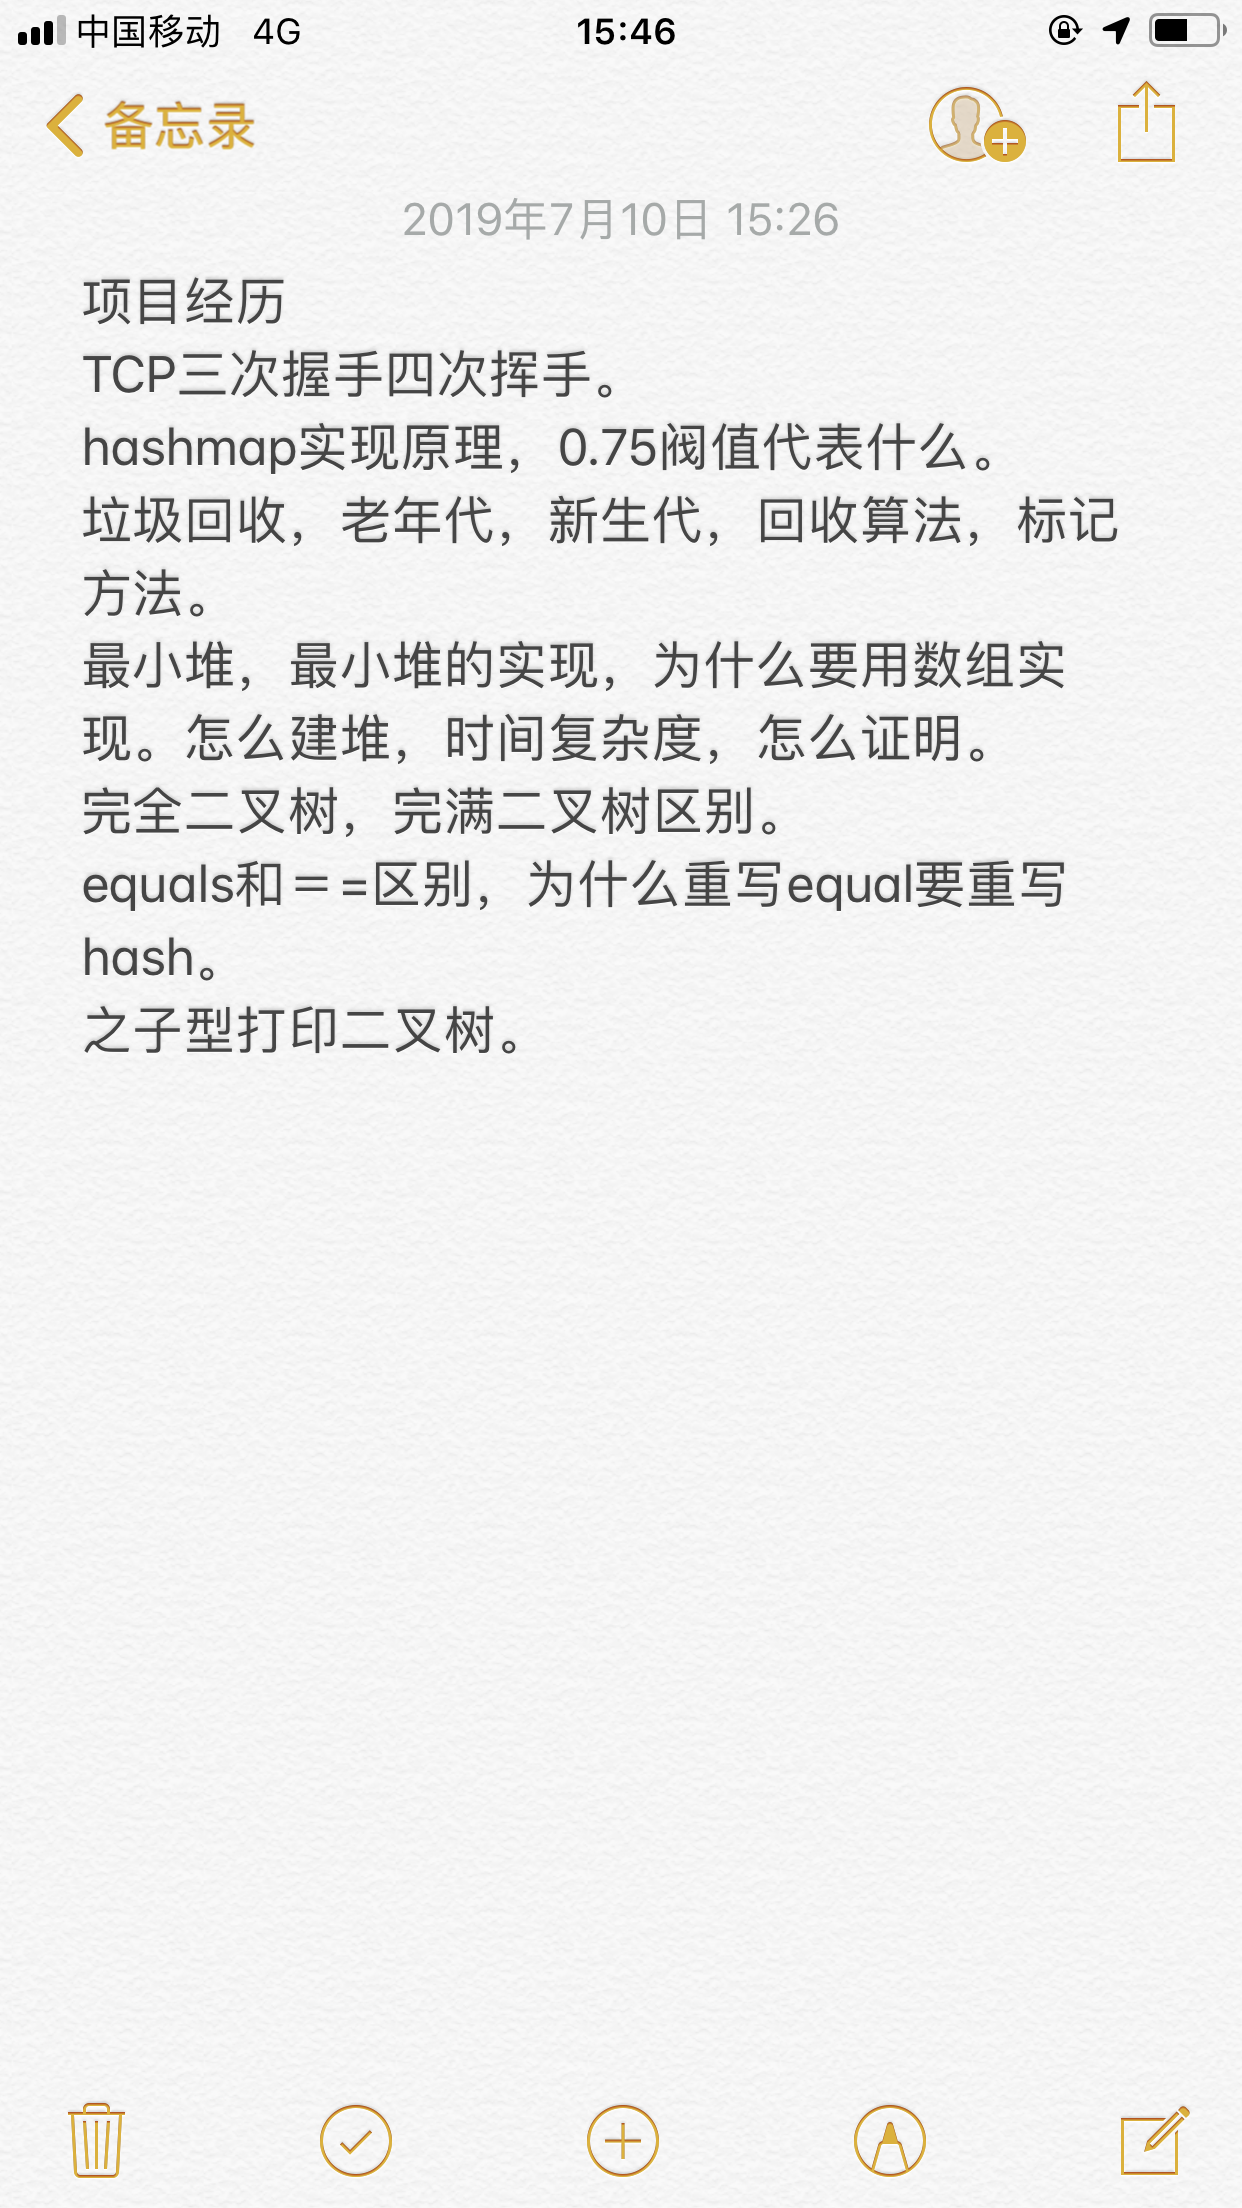 中国移动 4G 15:46
备忘录
2019年7月10日 15:26
项目经历
TCP三次握手四次挥手。
hashmap实现原理，0.75阀值代表什么。
垃圾回收，老年代，新生代，回收算法，标记
方法。
最小堆，最小堆的实现，为什么要用数组实
现。怎么建堆，时间复杂度，怎么证明。
完全二叉树，完满二叉树区别。
equals和＝=区别，为什么重写equal要重写
hash。
之子型打印二叉树。